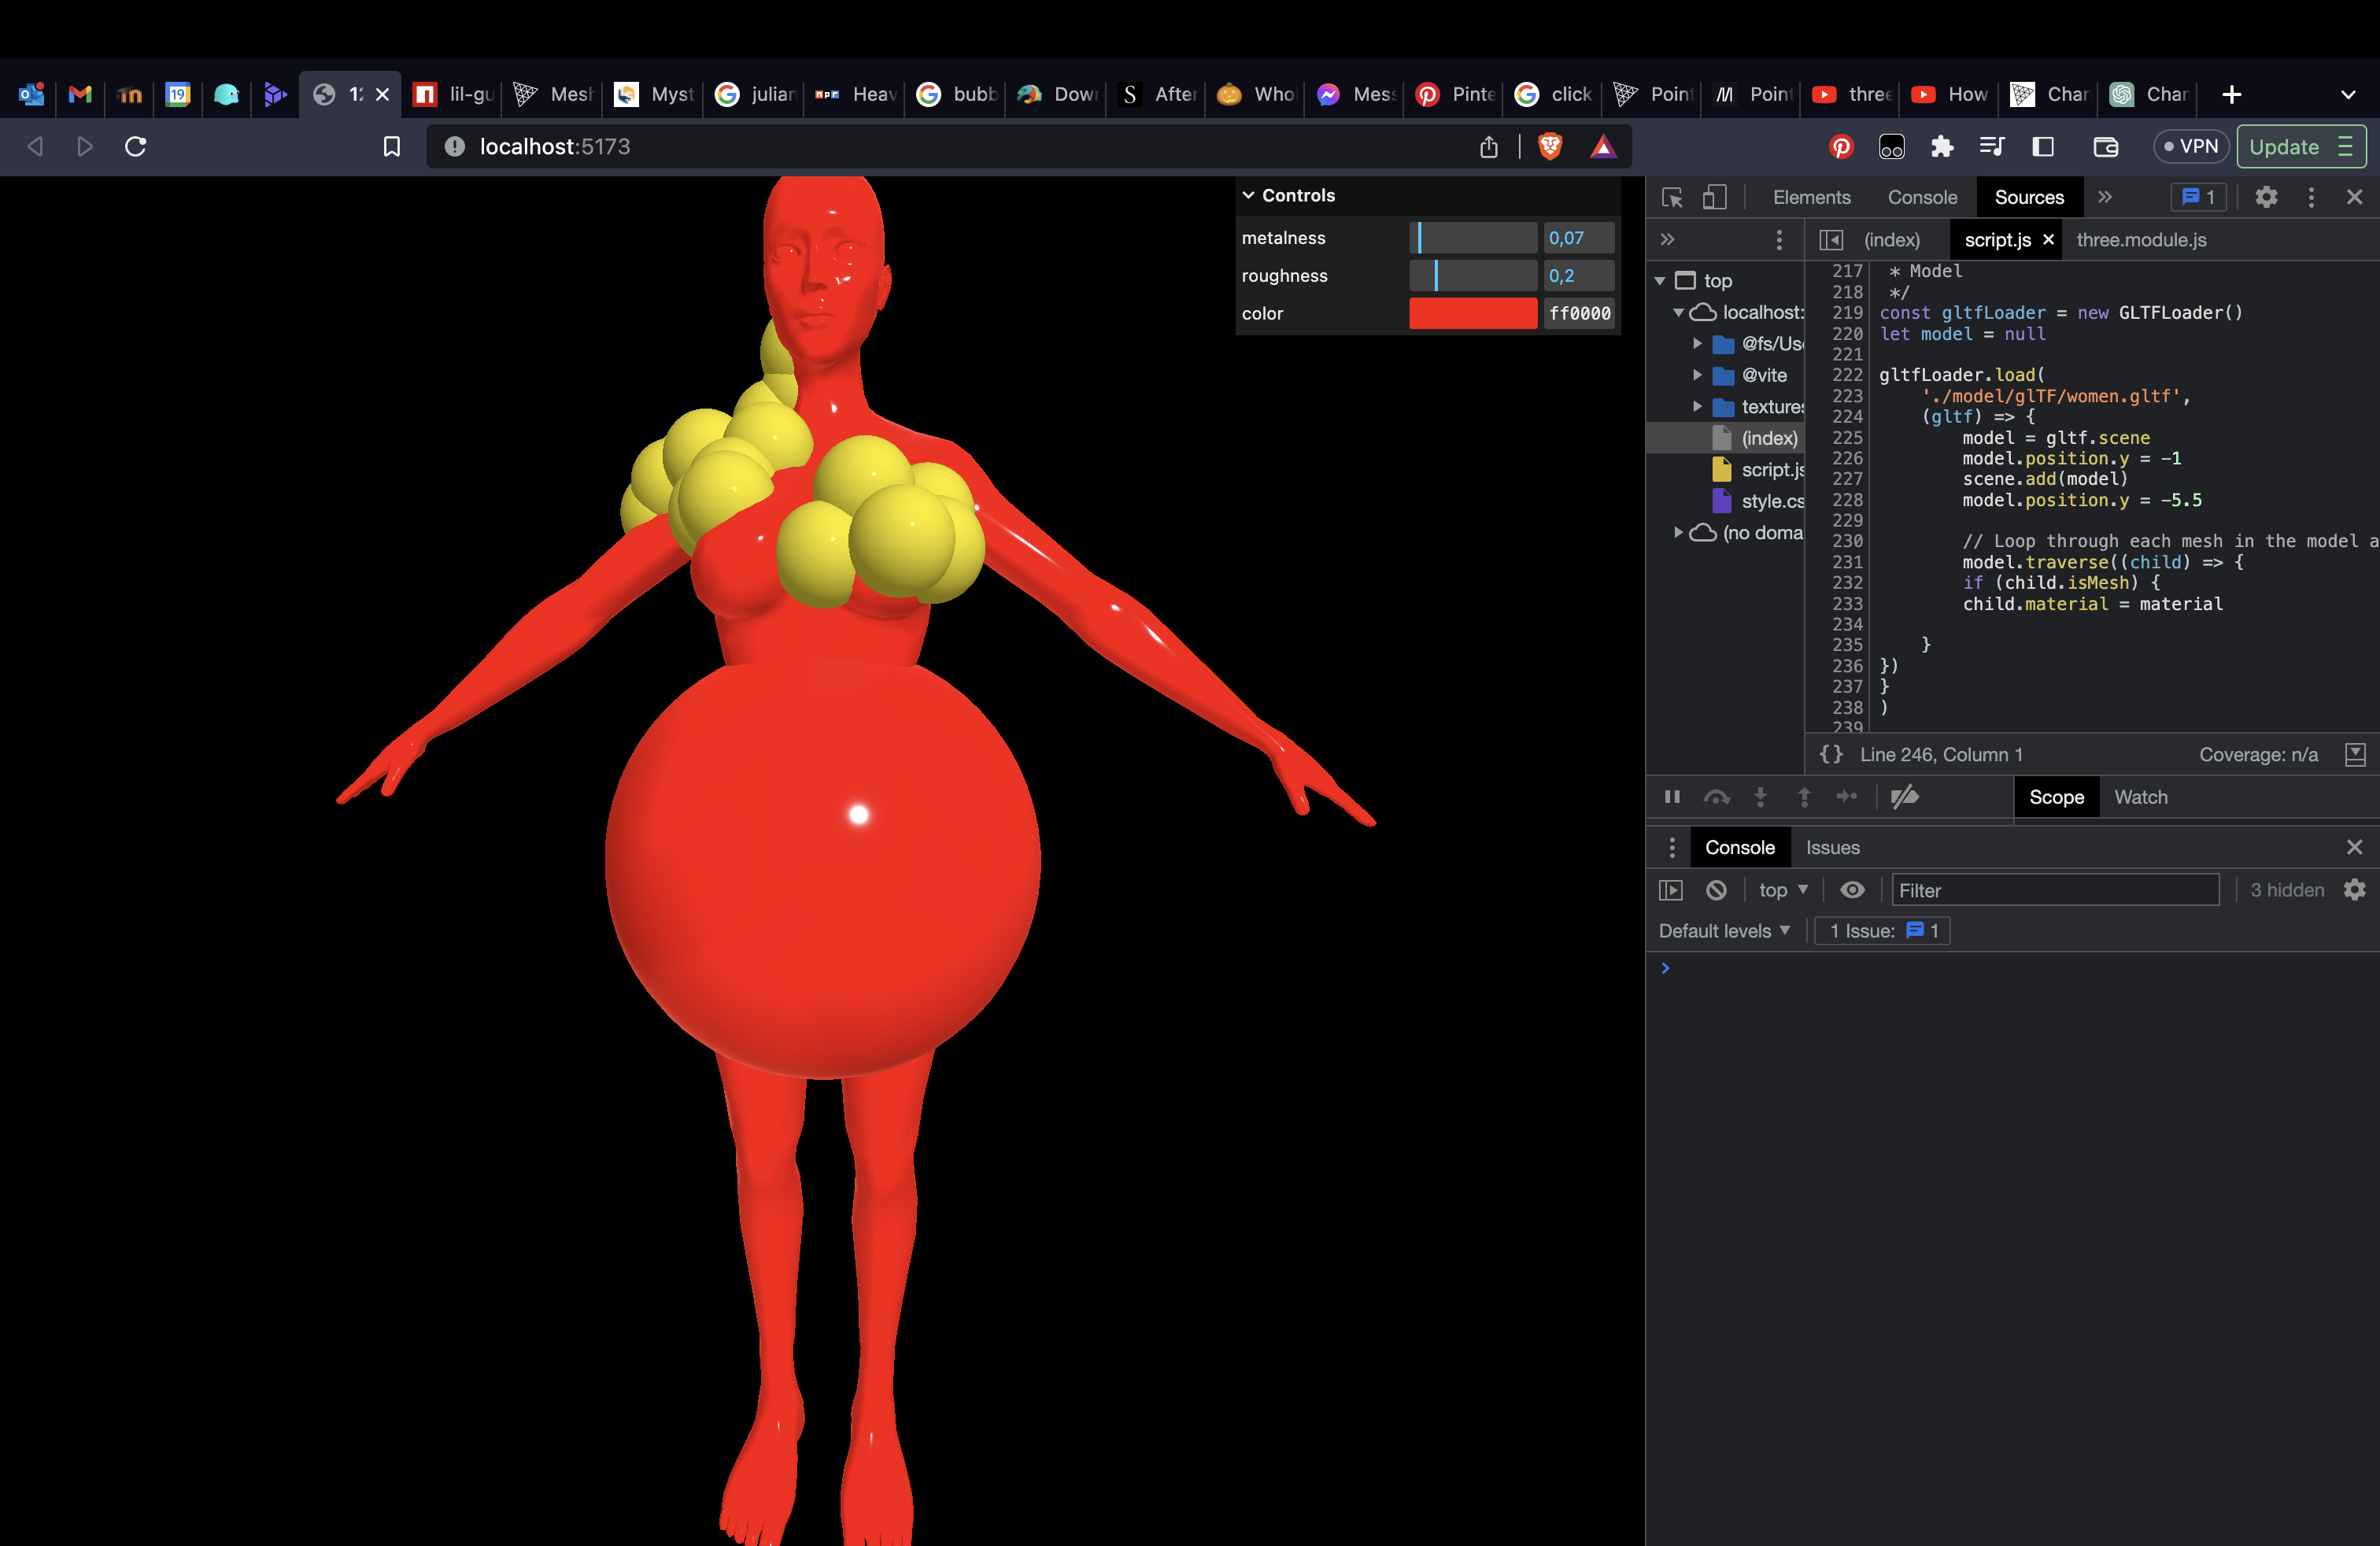 19
1:
lil-gu
Mesh
Myst
julian
npr
Heav
bubb
Dow
S
After
Who
Mess
Pinte
click
Point
Point
three
How
Char
Char
localhost:5173
VPN
Update
Controls
metalness
0,07
roughness
0,2
color
ff0000
Elements
Console
Sources
1
(index)
script.js
three.module.js
top
localhost:
@fs/Use
@vite
textures
(index)
script.js
style.cs
(no doma
217 * Model
218 */
219 const gltfLoader = new GLTFLoader()
220 let model = null
221
222 gltfLoader.load(
223 './model/glTF/women.gltf',
224 (gltf) => {
225 model = gltf.scene
226 model.position.y = -1
227 scene.add(model)
228 model.position.y = -5.5
229
230 // Loop through each mesh in the model a
231 model.traverse((child) => {
232 if (child.isMesh) {
233 child.material = material
234
235 }
236 })
237 }
238 )
239
{} Line 246, Column 1
Coverage: n/a
Scope
Watch
Console
Issues
top
Filter
3 hidden
Default levels
1 Issue: 1